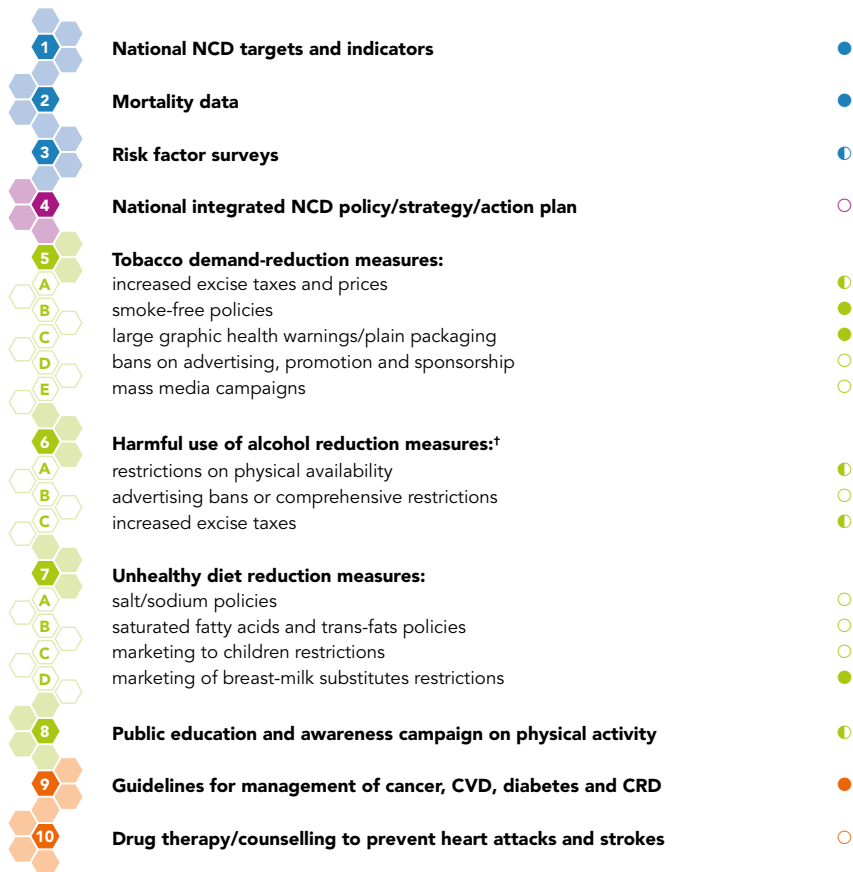 1 National NCD targets and indicators
2 Mortality data
3 Risk factor surveys
4 National integrated NCD policy/strategy/action plan
5 Tobacco demand-reduction measures:
A increased excise taxes and prices
B smoke-free policies
C large graphic health warnings/plain packaging
D bans on advertising, promotion and sponsorship
E mass media campaigns
6 Harmful use of alcohol reduction measures:†
A restrictions on physical availability
B advertising bans or comprehensive restrictions
C increased excise taxes
7 Unhealthy diet reduction measures:
A salt/sodium policies
B saturated fatty acids and trans-fats policies
C marketing to children restrictions
D marketing of breast-milk substitutes restrictions
8 Public education and awareness campaign on physical activity
9 Guidelines for management of cancer, CVD, diabetes and CRD
10 Drug therapy/counselling to prevent heart attacks and strokes